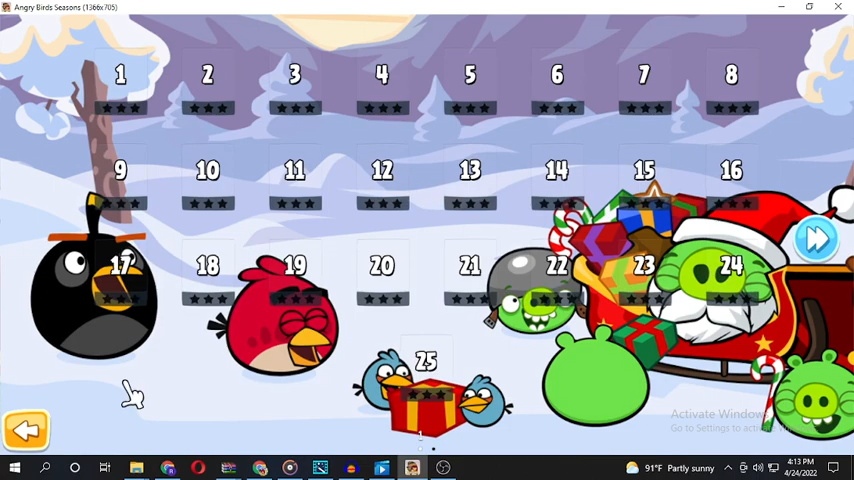 Angry Birds Seasons (1366x705)
1 2 3 4 5 6 7 8
9 10 11 12 13 14 15 16
17 18 19 20 21 22 23 24
25
1
Activate Windows
Go to Settings to activate
91°F Partly sunny
4:13 PM
4/24/2022